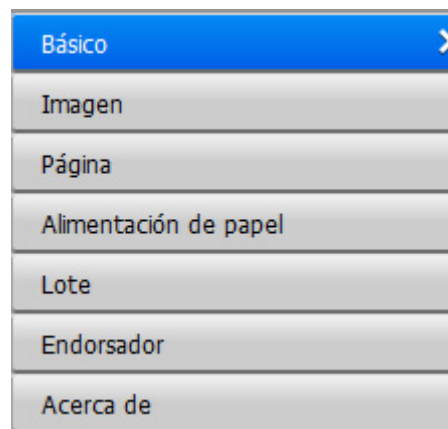 Básico
Imagen
Página
Alimentación de papel
Lote
Endorsador
Acerca de